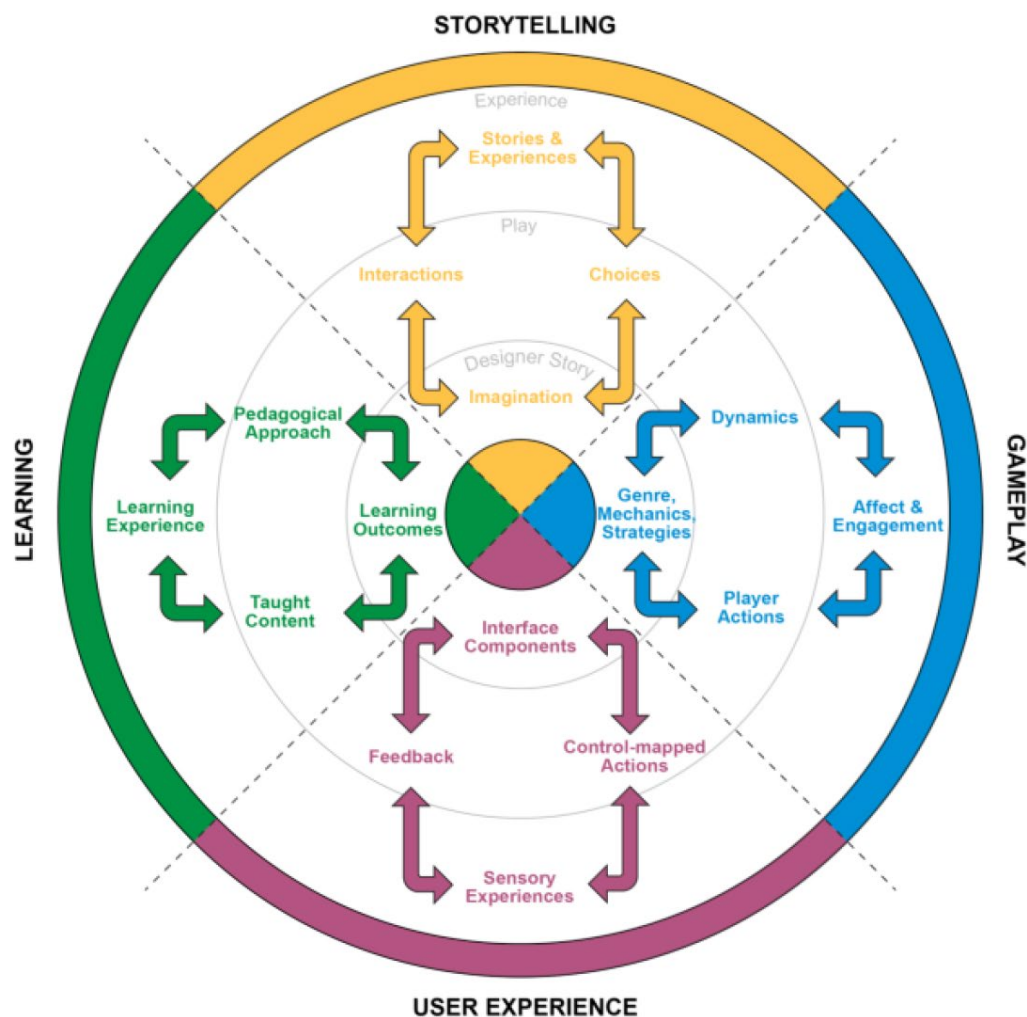 STORYTELLING
Experience
Stories &
Experiences
Play
Interactions
Choices
Designer Story
Imagination
LEARNING
Pedagogical
Approach
Learning
Experience
Learning
Outcomes
Taught
Content
Dynamics
Genre,
Mechanics,
Strategies
Affect &
Engagement
Player
Actions
GAMEPLAY
Interface
Components
Feedback
Control-mapped
Actions
Sensory
Experiences
USER EXPERIENCE